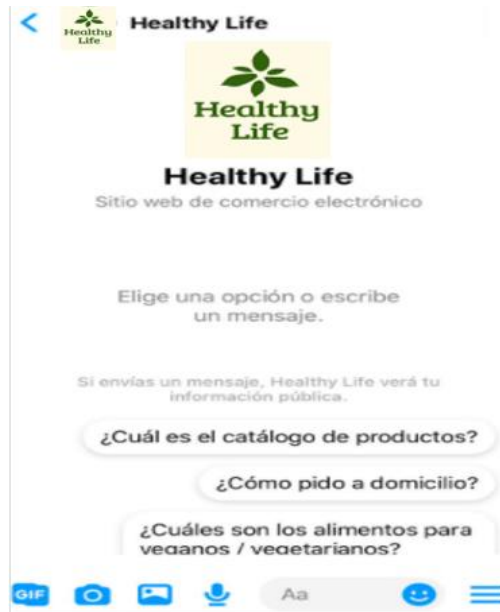 Healthy Life
Healthy
Life
Healthy
Life
Healthy Life
Sitio web de comercio electrónico
Elige una opción o escribe
un mensaje.
Si envías un mensaje, Healthy Life verá tu
información pública.
¿Cuál es el catálogo de productos?
¿Cómo pido a domicilio?
¿Cuáles son los alimentos para
veganos / vegetarianos?
GIF
Aa